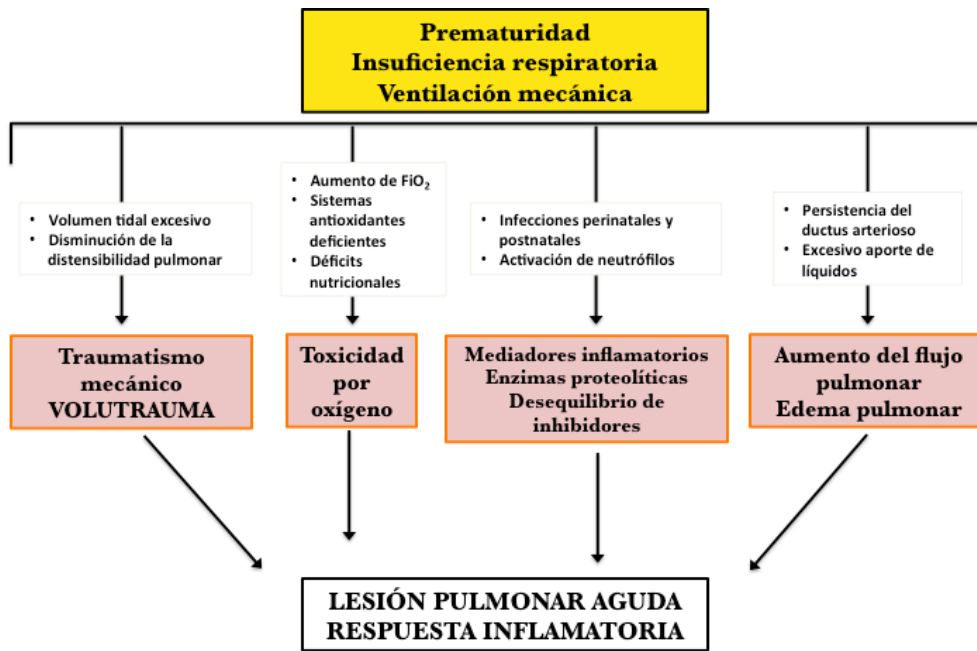 Prematuridad
Insuficiencia respiratoria
Ventilación mecánica
• Volumen tidal excesivo
• Disminución de la
distensibilidad pulmonar
• Aumento de FiO₂
• Sistemas
antioxidantes
deficientes
• Déficits
nutricionales
• Infecciones perinatales y
postnatales
• Activación de neutrófilos
• Persistencia del
ductus arterioso
• Excesivo aporte de
líquidos
Traumatismo
mecánico
VOLUTRAUMA
Toxicidad
por
oxígeno
Mediadores inflamatorios
Enzimas proteolíticas
Desequilibrio de
inhibidores
Aumento del flujo
pulmonar
Edema pulmonar
LESIÓN PULMONAR AGUDA
RESPUESTA INFLAMATORIA